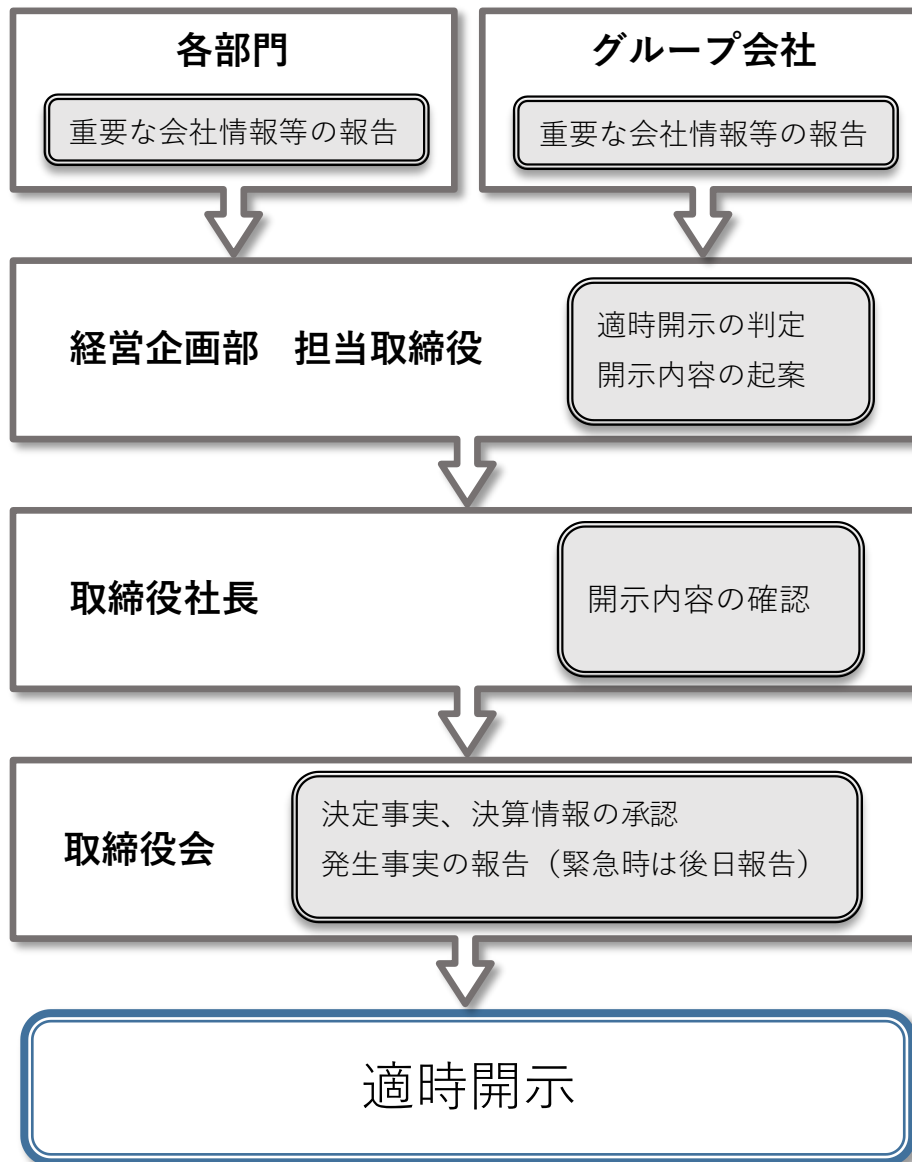 各部門
重要な会社情報等の報告
グループ会社
重要な会社情報等の報告
経営企画部　担当取締役
適時開示の判定
開示内容の起案
取締役社長
開示内容の確認
取締役会
決定事実、決算情報の承認
発生事実の報告（緊急時は後日報告）
適時開示